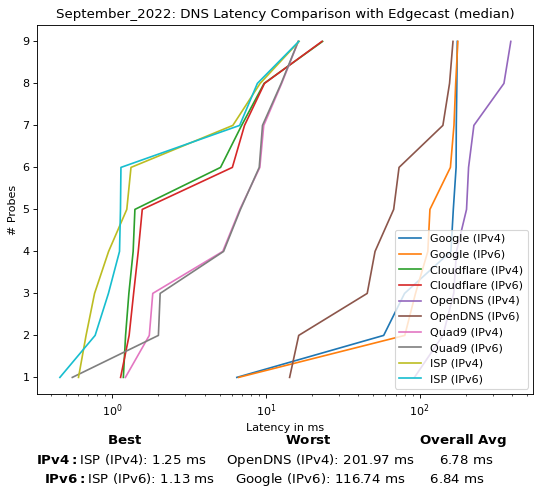 September_2022: DNS Latency Comparison with Edgecast (median)
9
8
7
6
5
4
3
2
1
# Probes
10⁰ 10¹ 10²
Latency in ms
Google (IPv4)
Google (IPv6)
Cloudflare (IPv4)
Cloudflare (IPv6)
OpenDNS (IPv4)
OpenDNS (IPv6)
Quad9 (IPv4)
Quad9 (IPv6)
ISP (IPv4)
ISP (IPv6)
Best Worst Overall Avg
IPv4: ISP (IPv4): 1.25 ms OpenDNS (IPv4): 201.97 ms 6.78 ms
IPv6: ISP (IPv6): 1.13 ms Google (IPv6): 116.74 ms 6.84 ms